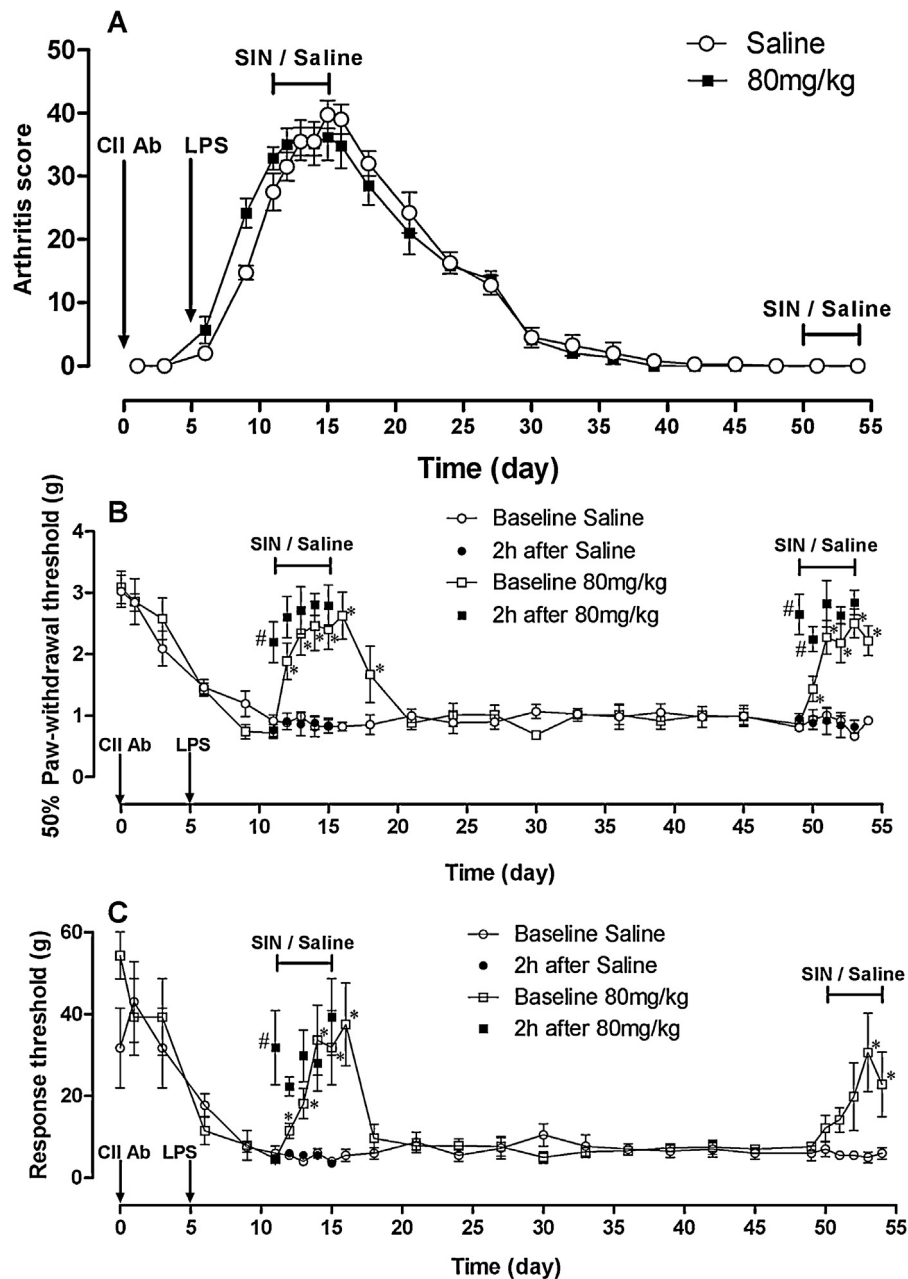 A
SIN / Saline
Saline
80mg/kg
CII Ab
LPS
SIN / Saline
Arthritis score
50
40
30
20
10
0
0 5 10 15 20 25 30 35 40 45 50 55
Time (day)
B
SIN / Saline
Baseline Saline
2h after Saline
Baseline 80mg/kg
2h after 80mg/kg
SIN / Saline
50% Paw-withdrawal threshold (g)
4
3
2
1
0
#
* * * * * *
#
#
* * * * *
CII Ab
LPS
0 5 10 15 20 25 30 35 40 45 50 55
Time (day)
C
SIN / Saline
Baseline Saline
2h after Saline
Baseline 80mg/kg
2h after 80mg/kg
SIN / Saline
Response threshold (g)
60
40
20
0
#
* * * * *
* *
CII Ab
LPS
0 5 10 15 20 25 30 35 40 45 50 55
Time (day)